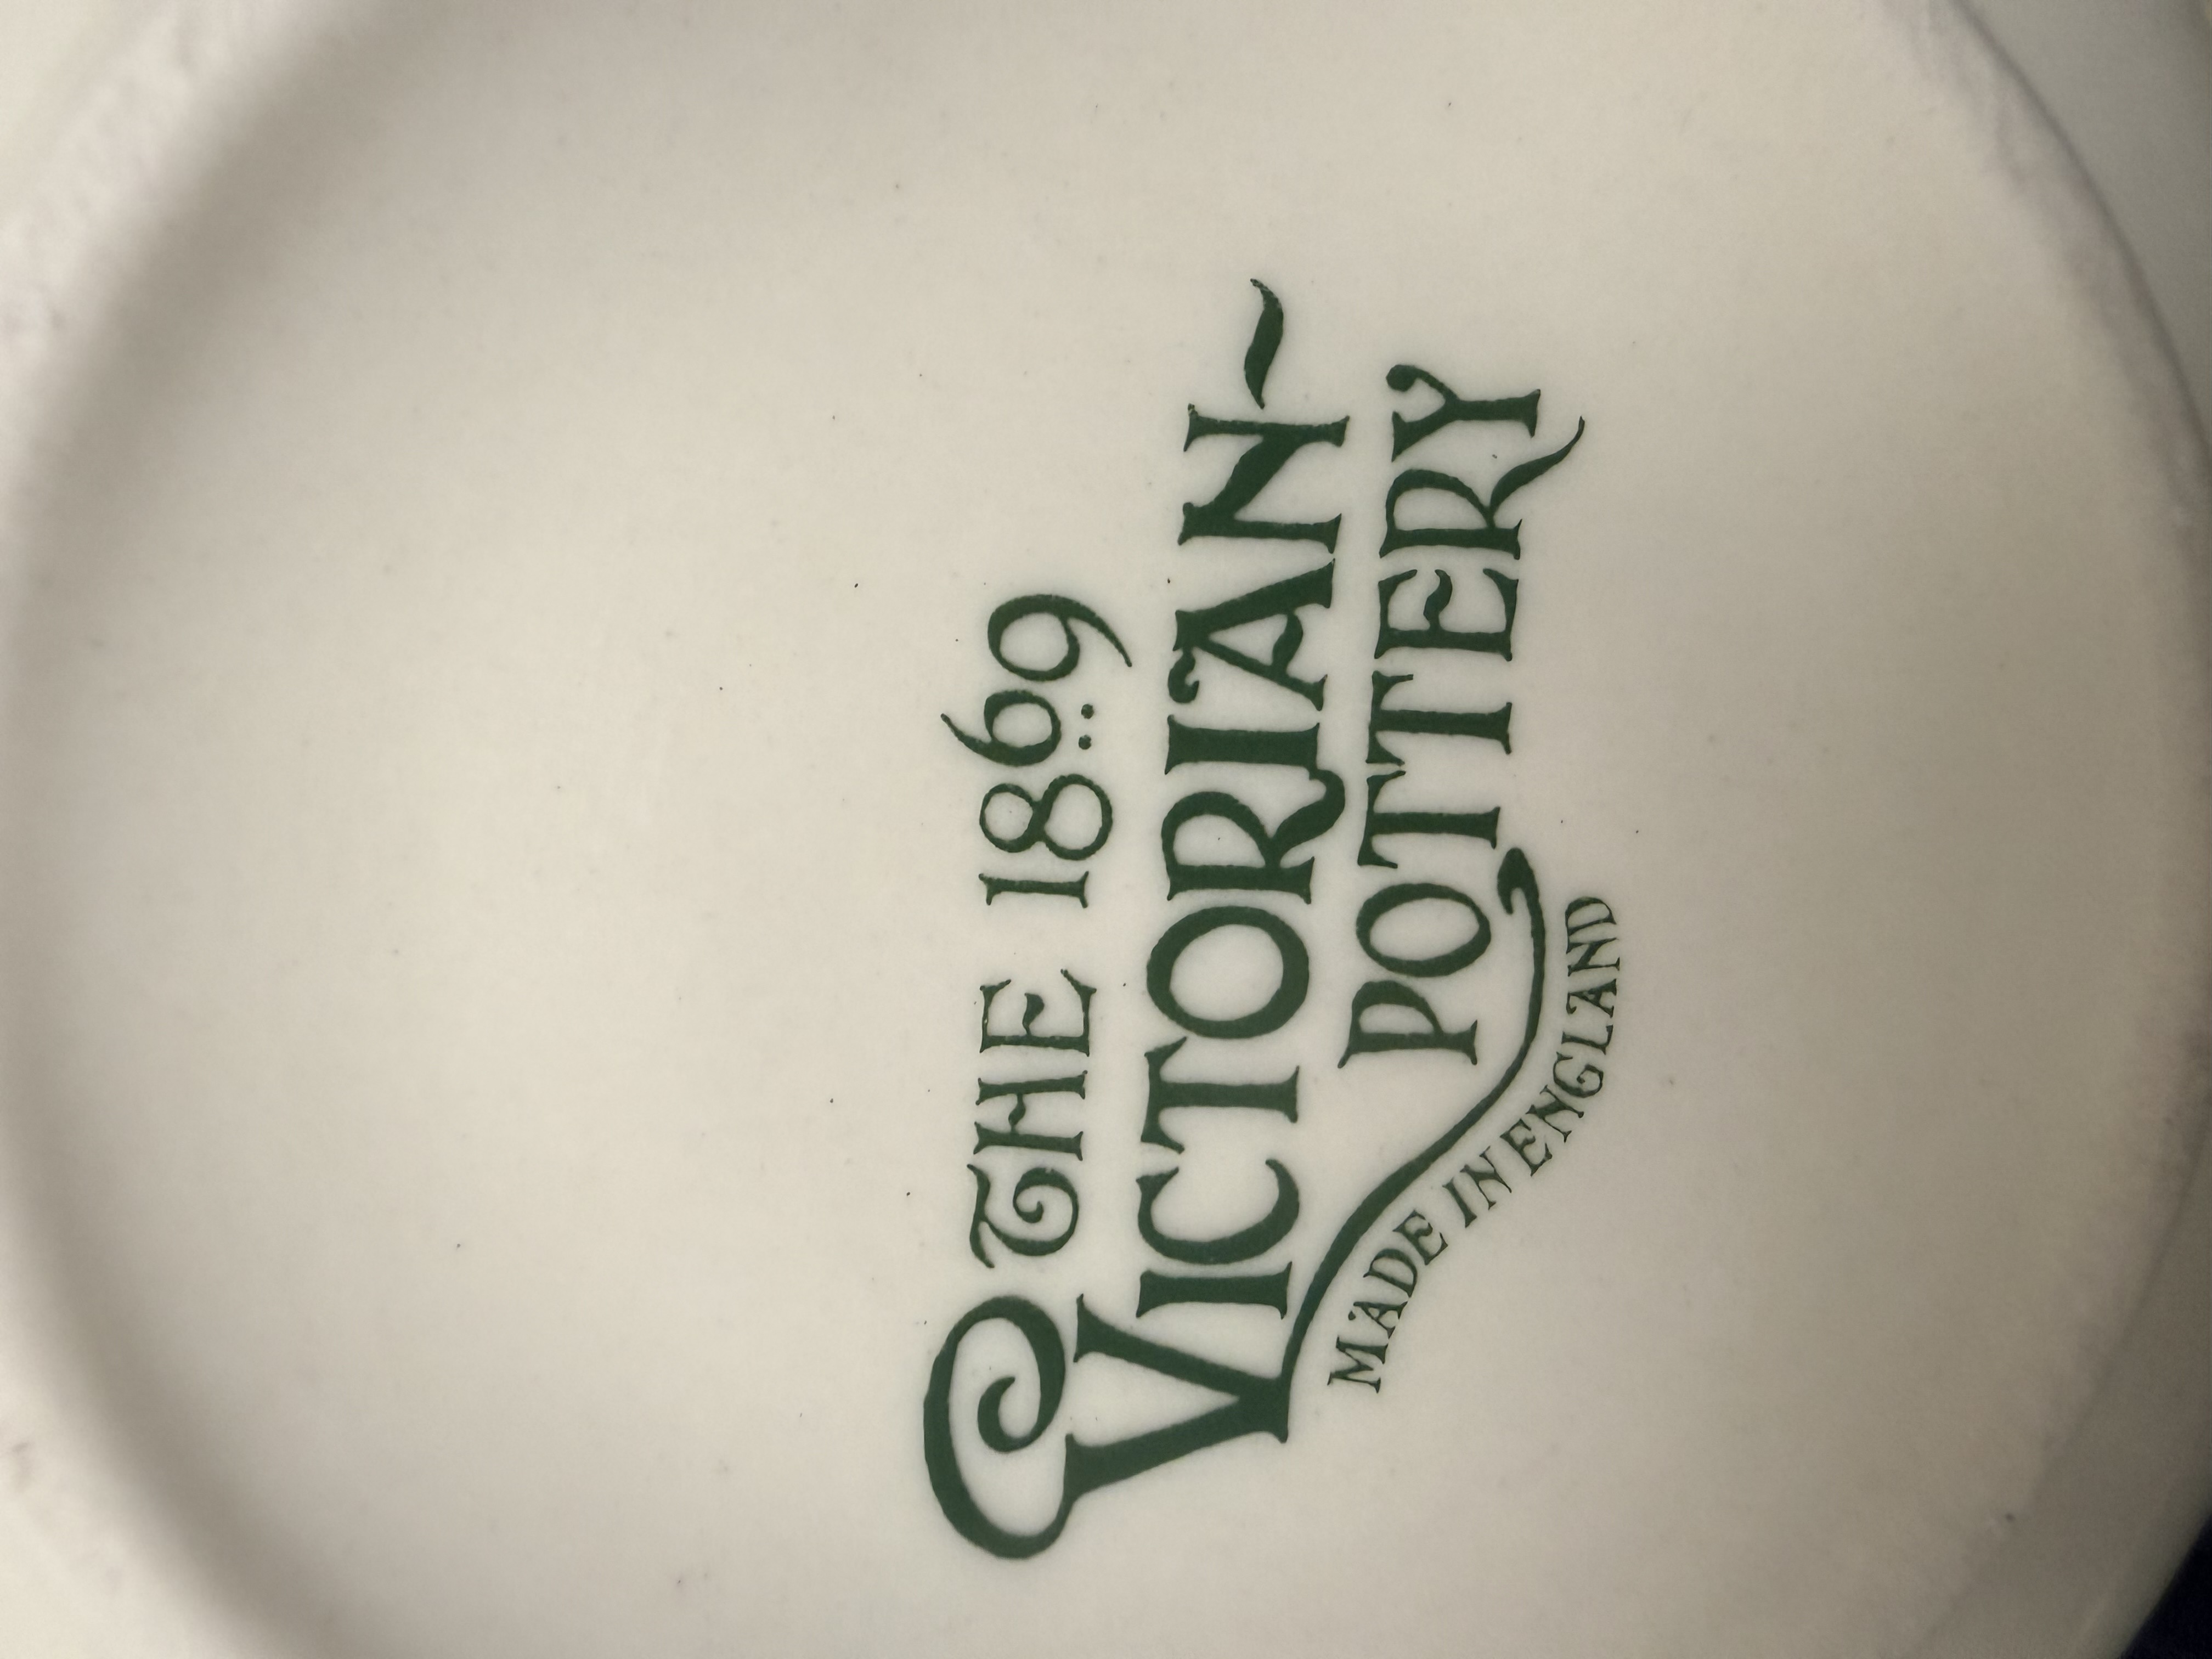 THE 1869
VICTORIAN
POTTERY
MADE IN ENGLAND